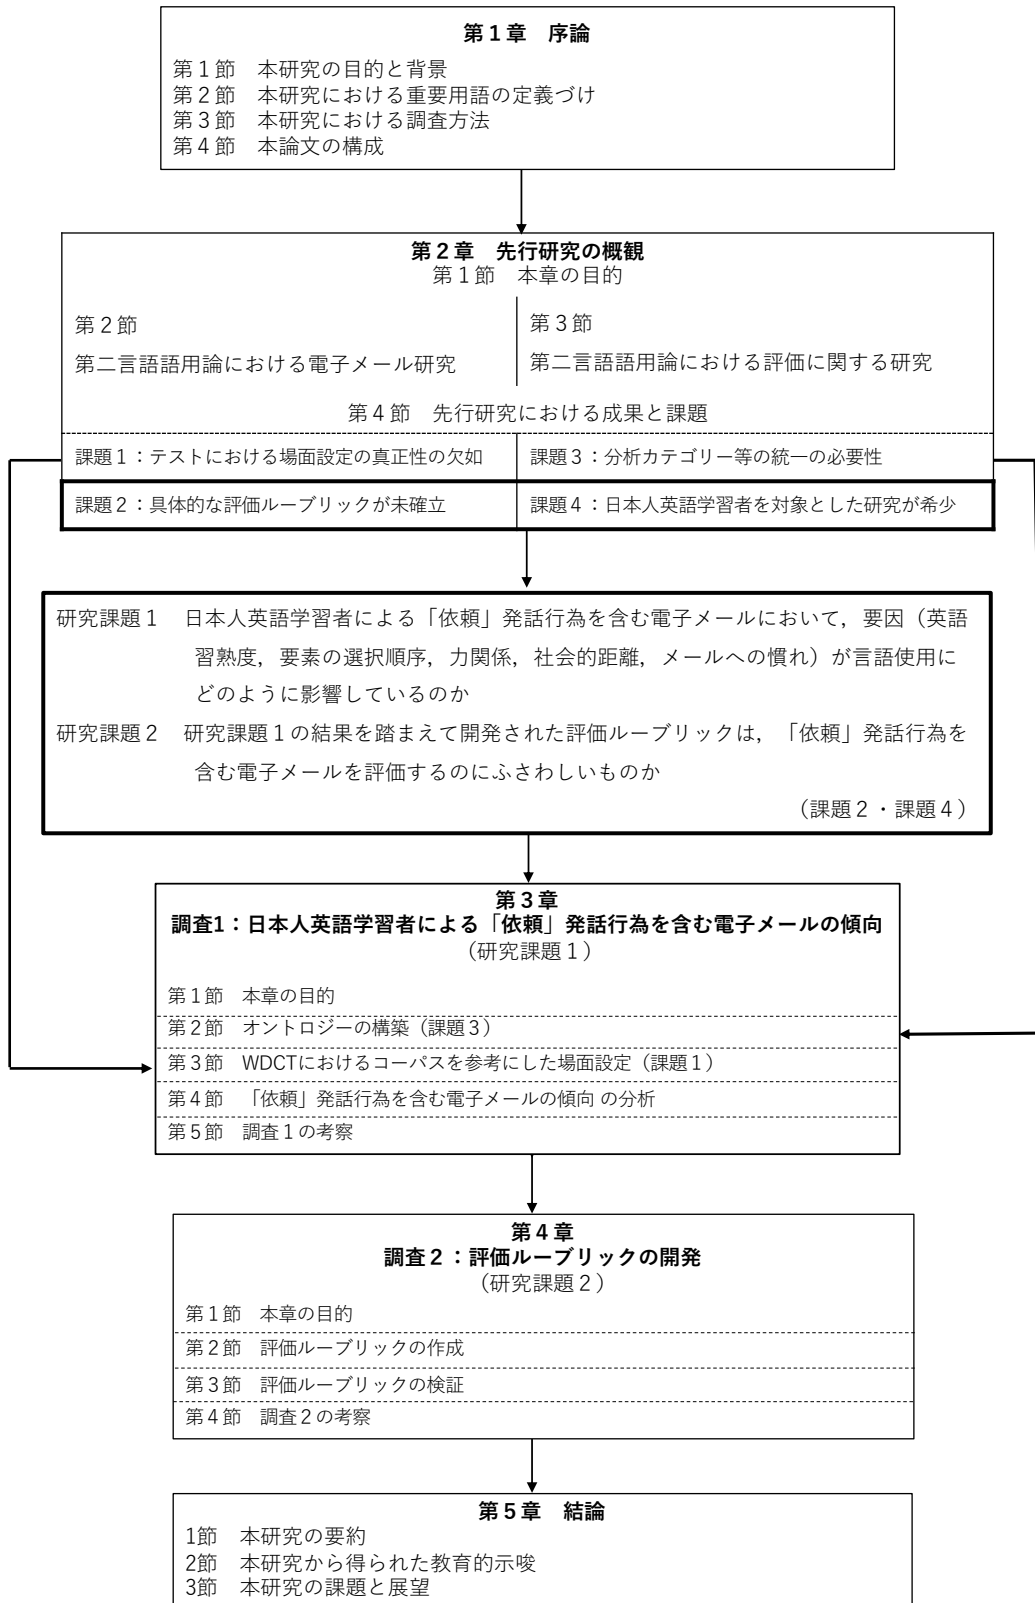 第１章　序論
第１節　本研究の目的と背景
第２節　本研究における重要用語の定義づけ
第３節　本研究における調査方法
第４節　本論文の構成
第２章　先行研究の概観
第１節　本章の目的
第２節
第二言語語用論における電子メール研究
第３節
第二言語語用論における評価に関する研究
第４節　先行研究における成果と課題
課題１：テストにおける場面設定の真正性の欠如
課題３：分析カテゴリー等の統一の必要性
課題２：具体的な評価ルーブリックが未確立
課題４：日本人英語学習者を対象とした研究が希少
研究課題１　日本人英語学習者による「依頼」発話行為を含む電子メールにおいて，要因（英語
習熟度，要素の選択順序，力関係，社会的距離，メールへの慣れ）が言語使用に
どのように影響しているのか
研究課題２　研究課題１の結果を踏まえて開発された評価ルーブリックは，「依頼」発話行為を
含む電子メールを評価するのにふさわしいものか
（課題２・課題４）
第３章
調査1：日本人英語学習者による「依頼」発話行為を含む電子メールの傾向
（研究課題１）
第１節　本章の目的
第２節　オントロジーの構築（課題３）
第３節　WDCTにおけるコーパスを参考にした場面設定（課題１）
第４節　「依頼」発話行為を含む電子メールの傾向 の分析
第５節　調査１の考察
第４章
調査２：評価ルーブリックの開発
（研究課題２）
第１節　本章の目的
第２節　評価ルーブリックの作成
第３節　評価ルーブリックの検証
第４節　調査２の考察
第５章　結論
1節　本研究の要約
2節　本研究から得られた教育的示唆
3節　本研究の課題と展望